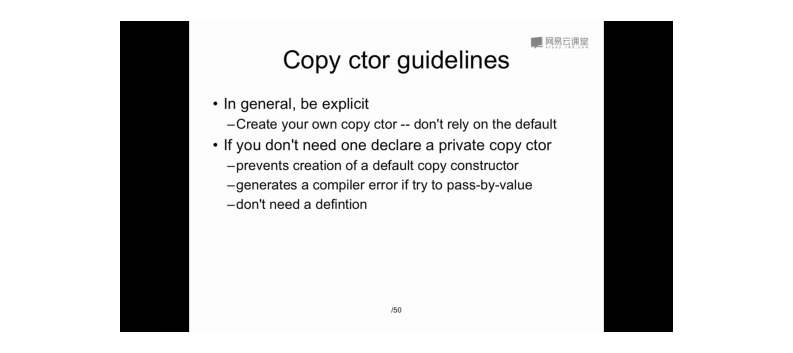 网易云课堂
Copy ctor guidelines
• In general, be explicit
–Create your own copy ctor -- don't rely on the default
• If you don't need one declare a private copy ctor
–prevents creation of a default copy constructor
–generates a compiler error if try to pass-by-value
–don't need a defintion
/50